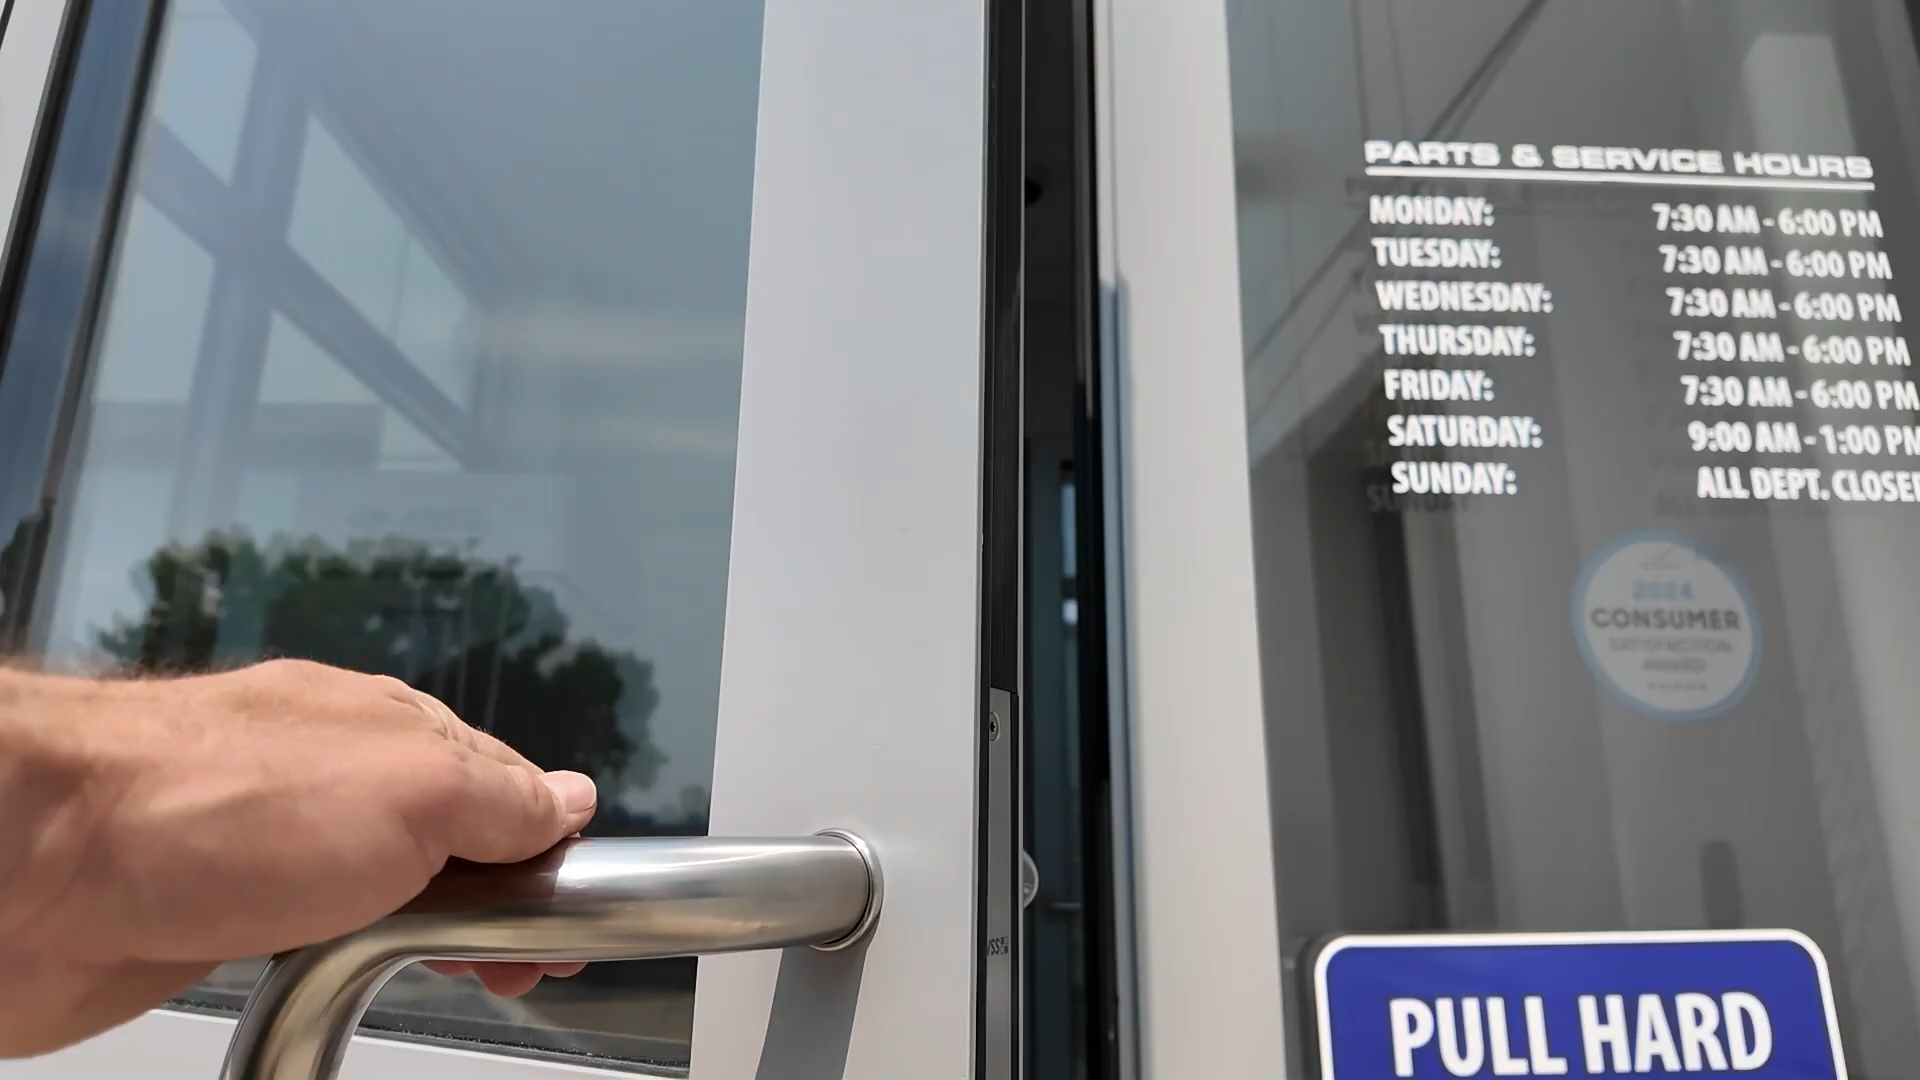 PARTS & SERVICE HOURS
MONDAY: 7:30 AM - 6:00 PM
TUESDAY: 7:30 AM - 6:00 PM
WEDNESDAY: 7:30 AM - 6:00 PM
THURSDAY: 7:30 AM - 6:00 PM
FRIDAY: 7:30 AM - 6:00 PM
SATURDAY: 9:00 AM - 1:00 PM
SUNDAY: ALL DEPT. CLOSED
2024
CONSUMER
SATISFACTION
AWARD
PULL HARD